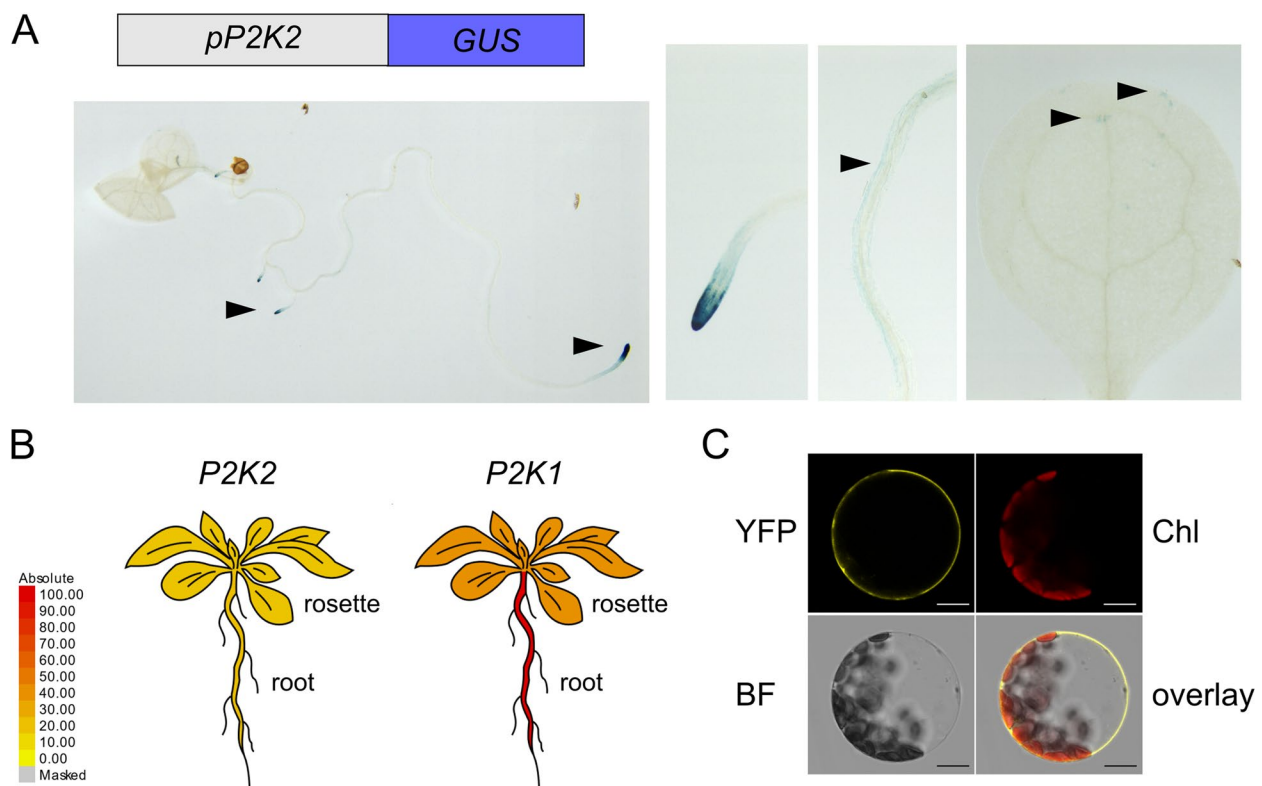 A
pP2K2 GUS
B
P2K2 P2K1
Absolute
100.00
90.00
80.00
70.00
60.00
50.00
40.00
30.00
20.00
10.00
0.00
Masked
rosette
root
rosette
root
C
YFP
Chl
BF
overlay